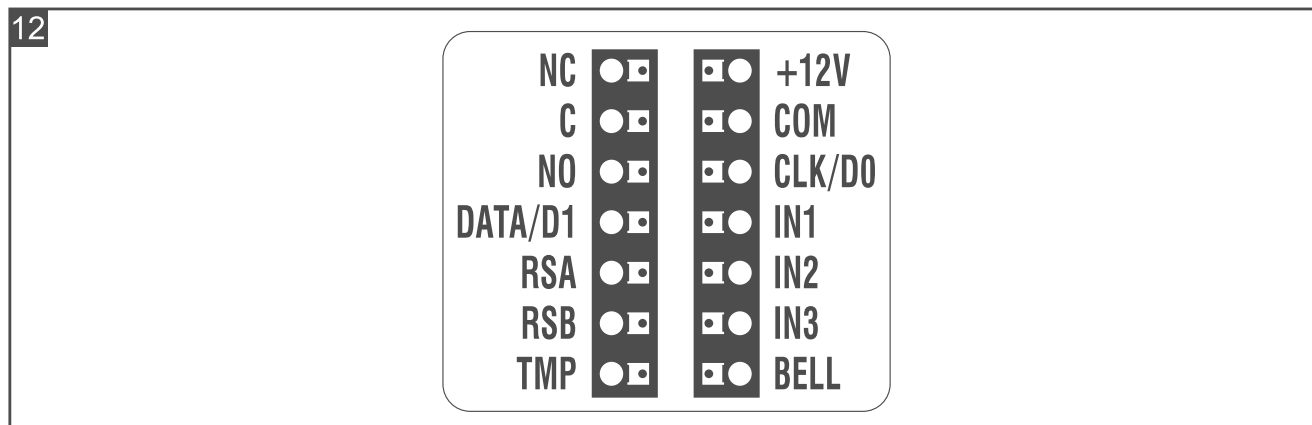 12
NC +12V
C COM
NO CLK/D0
DATA/D1 IN1
RSA IN2
RSB IN3
TMP BELL